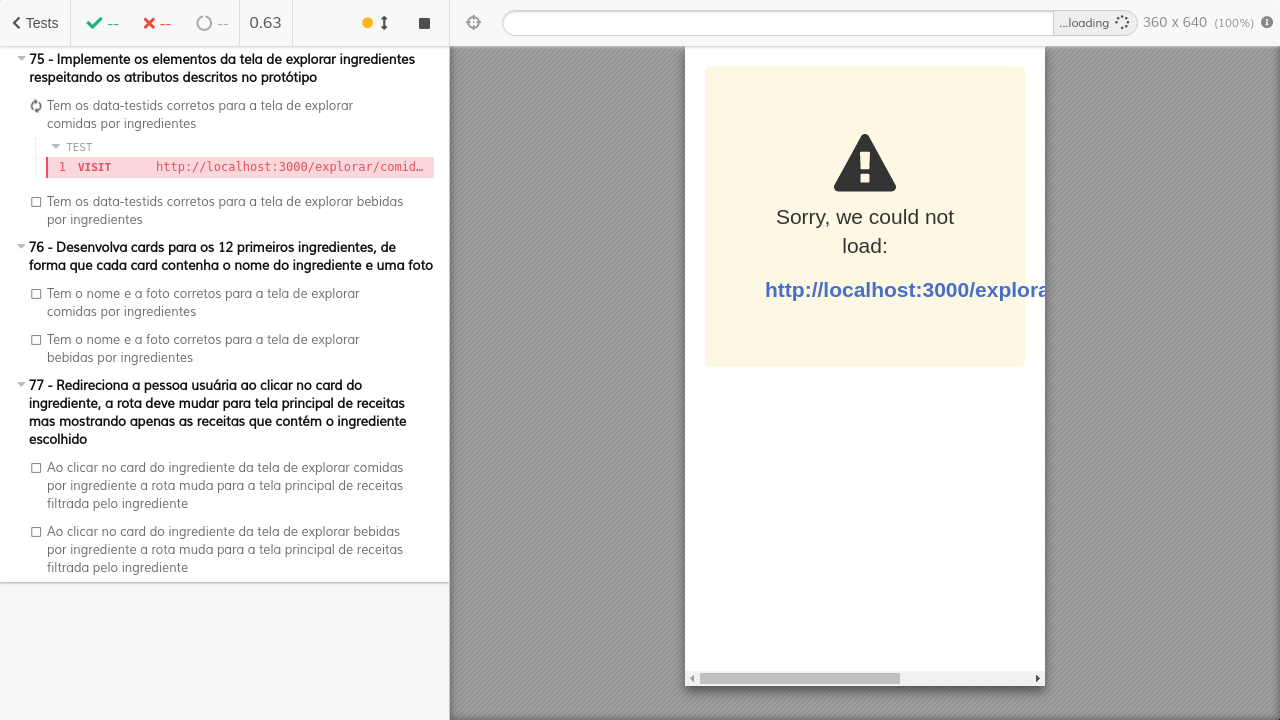 Tests
--
--
--
0.63
...loading
360 x 640 (100%)
75 - Implemente os elementos da tela de explorar ingredientes
respeitando os atributos descritos no protótipo
Tem os data-testids corretos para a tela de explorar
comidas por ingredientes
TEST
1 VISIT http://localhost:3000/explorar/comid…
Tem os data-testids corretos para a tela de explorar bebidas
por ingredientes
76 - Desenvolva cards para os 12 primeiros ingredientes, de
forma que cada card contenha o nome do ingrediente e uma foto
Tem o nome e a foto corretos para a tela de explorar
comidas por ingredientes
Tem o nome e a foto corretos para a tela de explorar
bebidas por ingredientes
77 - Redireciona a pessoa usuária ao clicar no card do
ingrediente, a rota deve mudar para tela principal de receitas
mas mostrando apenas as receitas que contém o ingrediente
escolhido
Ao clicar no card do ingrediente da tela de explorar comidas
por ingrediente a rota muda para a tela principal de receitas
filtrada pelo ingrediente
Ao clicar no card do ingrediente da tela de explorar bebidas
por ingrediente a rota muda para a tela principal de receitas
filtrada pelo ingrediente
Sorry, we could not
load:
http://localhost:3000/explora